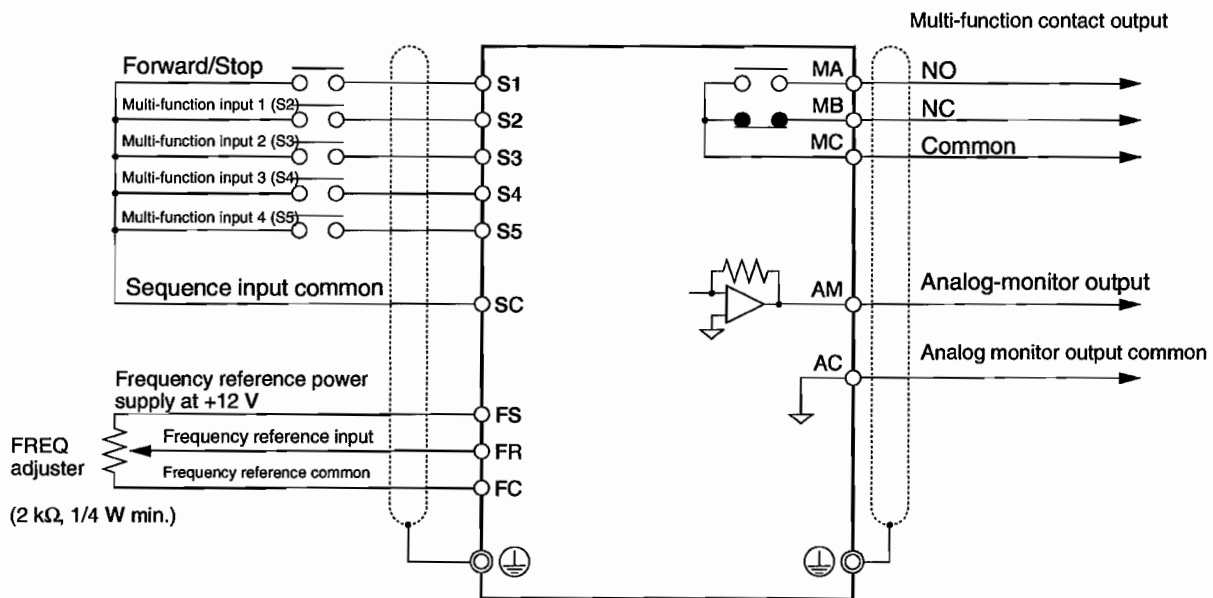 Multi-function contact output
Forward/Stop
S1
MA
NO
Multi-function input 1 (S2)
S2
MB
NC
Multi-function input 2 (S3)
S3
MC
Common
Multi-function input 3 (S4)
S4
Multi-function input 4 (S5)
S5
Sequence input common
SC
AM
Analog-monitor output
AC
Analog monitor output common
Frequency reference power
supply at +12 V
FS
FREQ
adjuster
Frequency reference input
FR
Frequency reference common
FC
(2 kΩ, 1/4 W min.)